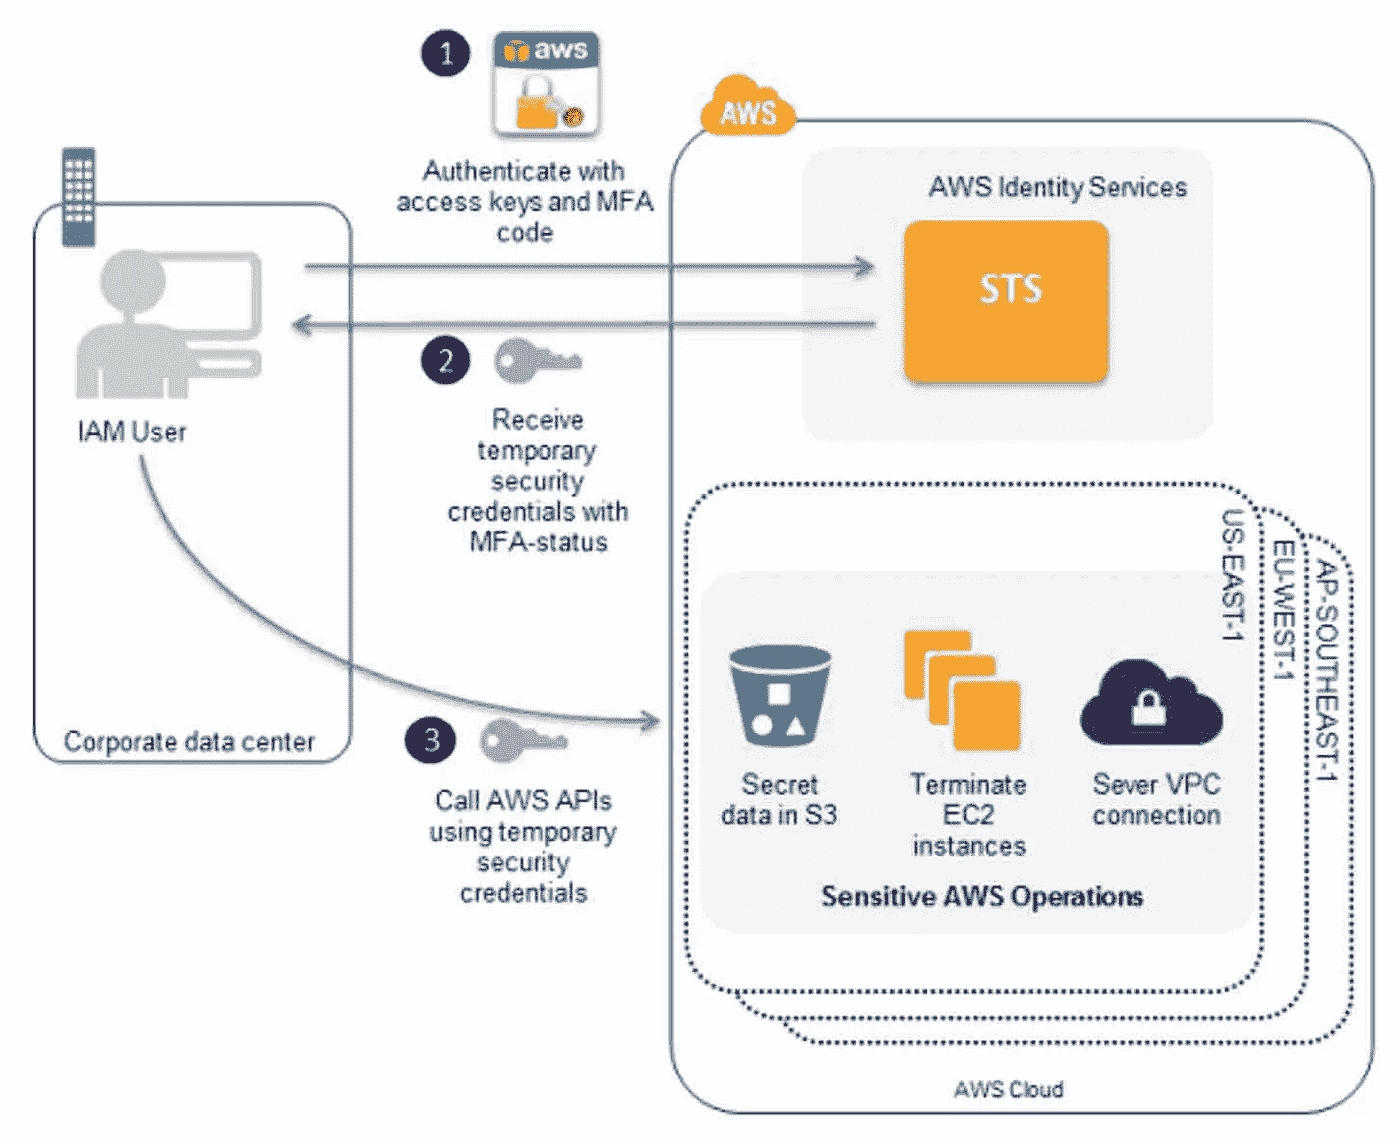 1
aws
Authenticate with
access keys and MFA
code
AWS
AWS Identity Services
STS
2
Receive
temporary
security
credentials with
MFA-status
IAM User
Corporate data center
3
Call AWS APIs
using temporary
security
credentials
US-EAST-1
EU-WEST-1
AP-SOUTHEAST-1
Secret
data in S3
Terminate
EC2
instances
Sever VPC
connection
Sensitive AWS Operations
AWS Cloud